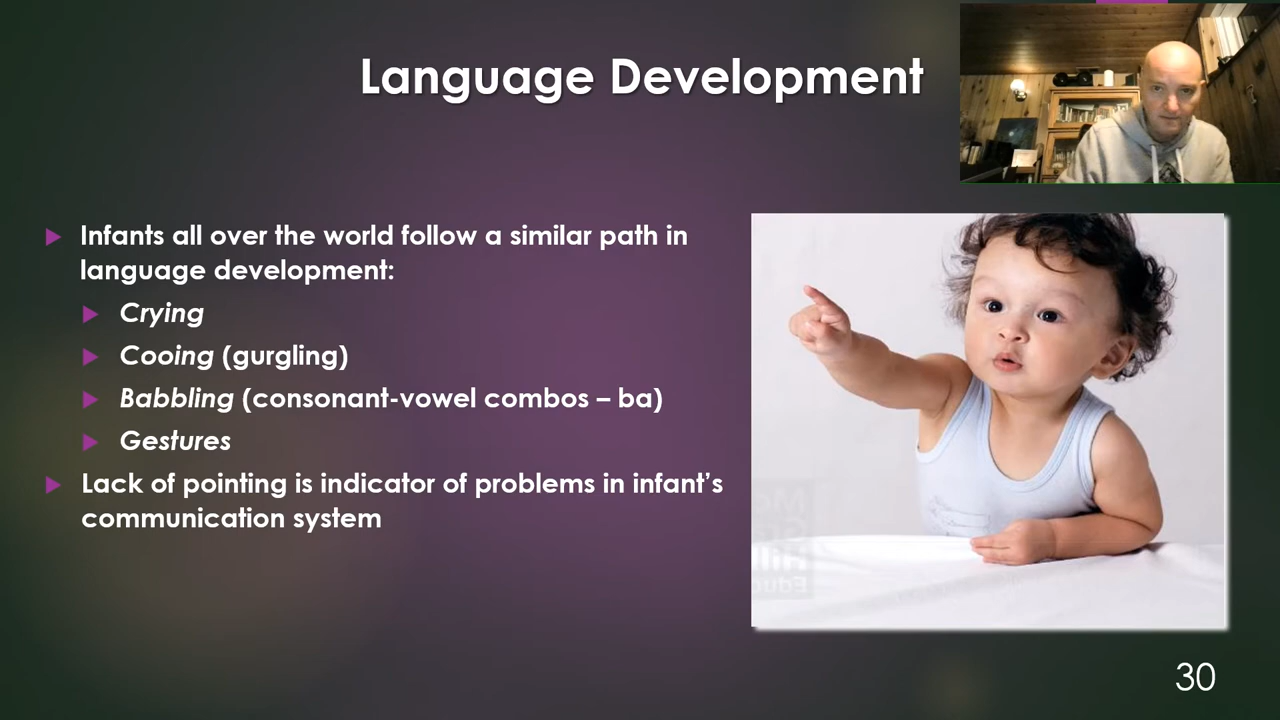 Language Development
Infants all over the world follow a similar path in
language development:
Crying
Cooing (gurgling)
Babbling (consonant-vowel combos – ba)
Gestures
Lack of pointing is indicator of problems in infant’s
communication system
30